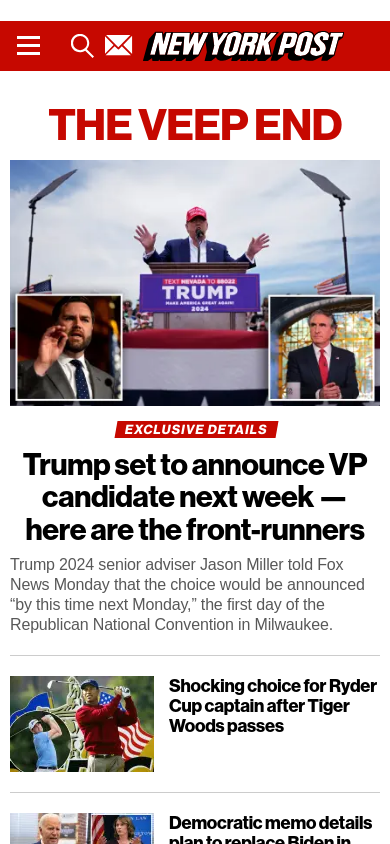 NEW YORK POST
THE VEEP END
TEXT NEVADA TO 88022
TRUMP
MAKE AMERICA GREAT AGAIN!
2024
EXCLUSIVE DETAILS
Trump set to announce VP
candidate next week —
here are the front-runners
Trump 2024 senior adviser Jason Miller told Fox
News Monday that the choice would be announced
“by this time next Monday,” the first day of the
Republican National Convention in Milwaukee.
Shocking choice for Ryder
Cup captain after Tiger
Woods passes
Democratic memo details
plan to replace Biden in